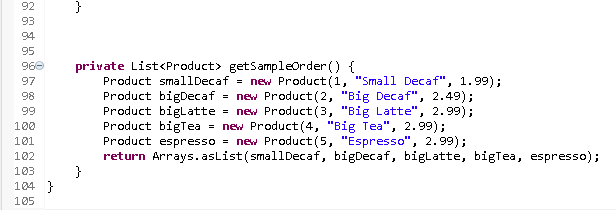 92 }
93
94
95
96 private List<Product> getSampleOrder() {
97 Product smallDecaf = new Product(1, "Small Decaf", 1.99);
98 Product bigDecaf = new Product(2, "Big Decaf", 2.49);
99 Product bigLatte = new Product(3, "Big Latte", 2.99);
100 Product bigTea = new Product(4, "Big Tea", 2.99);
101 Product espresso = new Product(5, "Espresso", 2.99);
102 return Arrays.asList(smallDecaf, bigDecaf, bigLatte, bigTea, espresso);
103 }
104 }
105